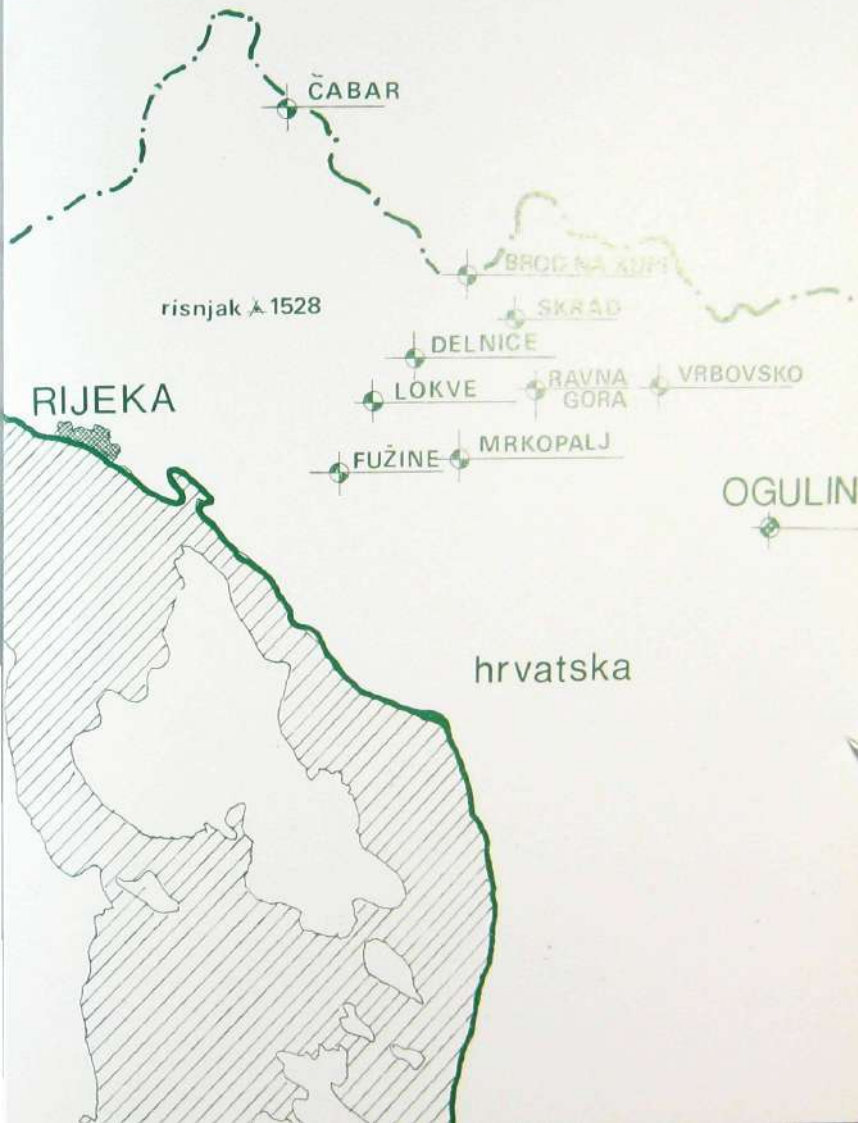 ČABAR
BROD NA KUPI
risnjak 1528
SKRAD
DELNICE
RAVNA
GORA
VRBOVSKO
LOKVE
RIJEKA
FUŽINE
MRKOPALJ
OGULIN
hrvatska